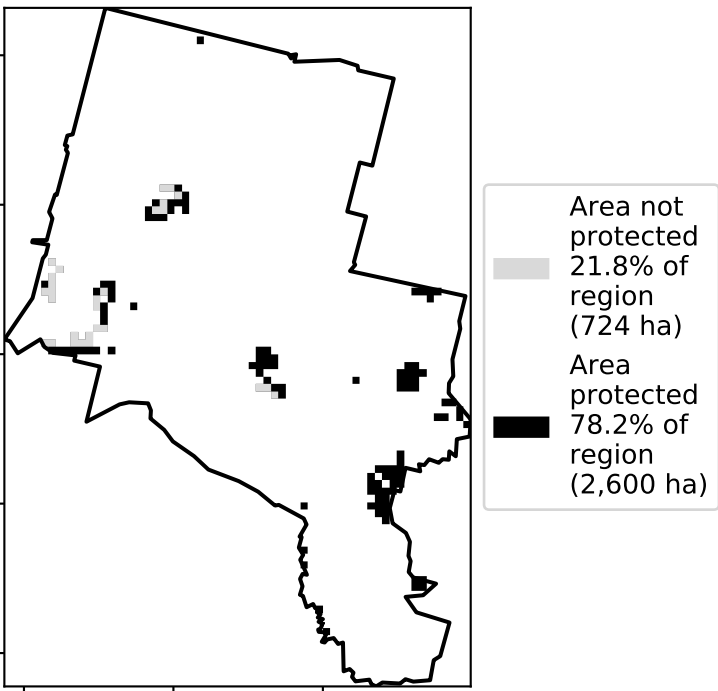 Area not
protected
21.8% of
region
(724 ha)
Area
protected
78.2% of
region
(2,600 ha)